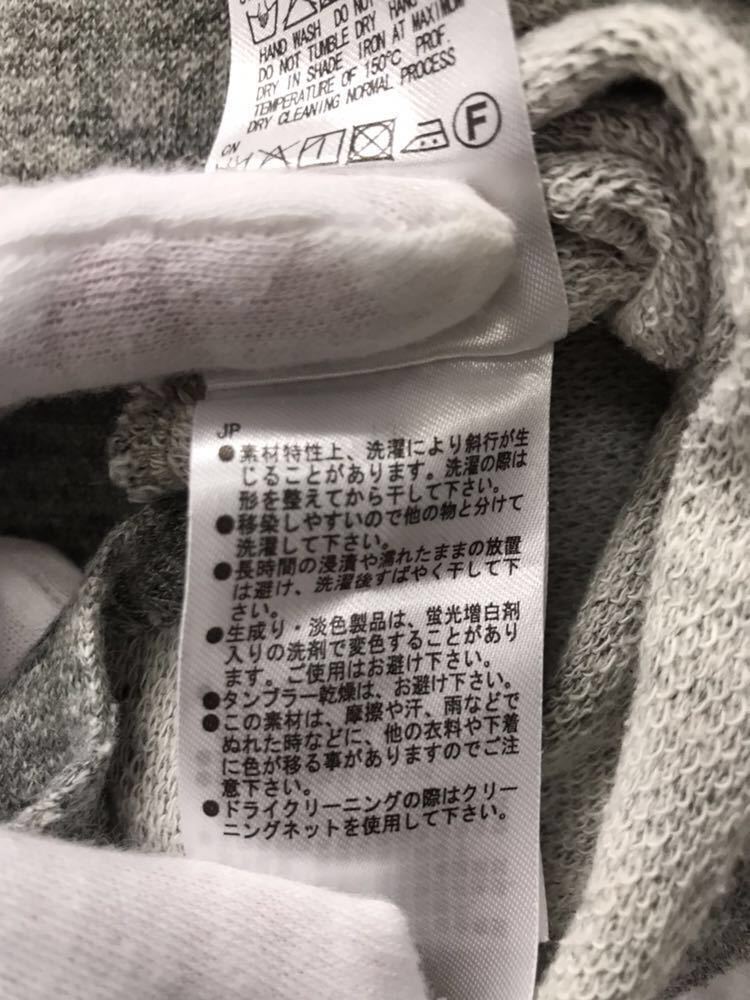 HAND WASH DO NOT
DO NOT TUMBLE DRY HANG
DRY IN SHADE IRON AT MAXIMUM
TEMPERATURE OF 150°C PROF.
DRY CLEANING NORMAL PROCESS
CN
F
JP
●素材特性上、洗濯により斜行が生
じることがあります。洗濯の際は
形を整えてから干して下さい。
●移染しやすいので他の物と分けて
洗濯して下さい。
●長時間の浸漬や濡れたままの放置
は避け、洗濯後すばやく干して下
さい。
●生成り・淡色製品は、蛍光増白剤
入りの洗剤で変色することがあり
ます。ご使用はお避け下さい。
●タンブラー乾燥は、お避け下さい。
●この素材は、摩擦や汗、雨などで
ぬれた時などに、他の衣料や下着
に色が移る事がありますのでご注
意下さい。
●ドライクリーニングの際はクリー
ニングネットを使用して下さい。